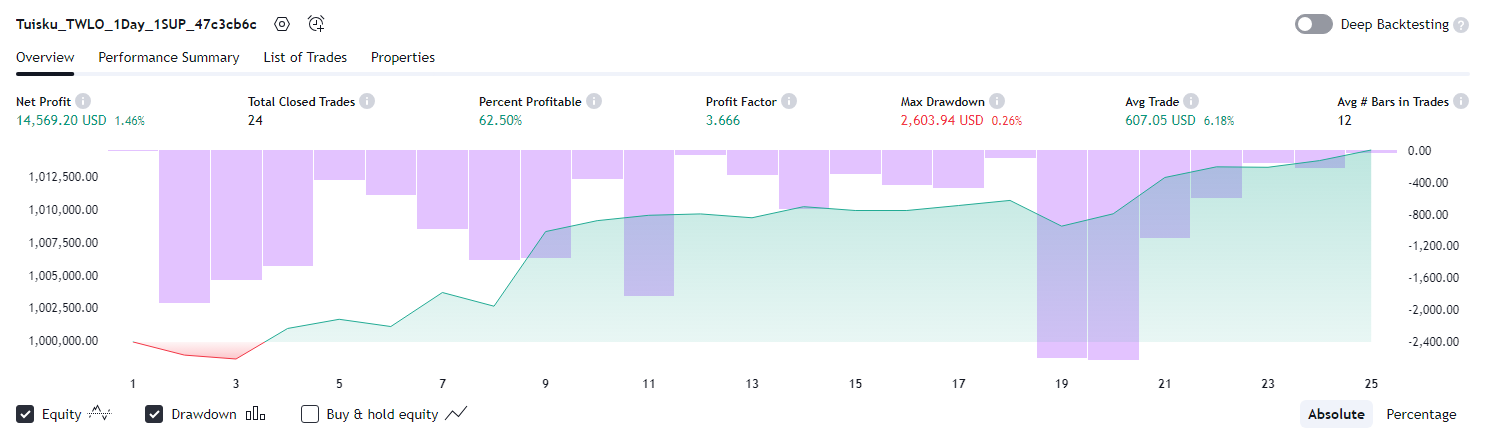 Tuisku_TWLO_1Day_1SUP_47c3cb6c Deep Backtesting ?
Overview Performance Summary List of Trades Properties
Net Profit i Total Closed Trades i Percent Profitable i Profit Factor i Max Drawdown i Avg Trade i Avg # Bars in Trades i
14,569.20 USD 1.46% 24 62.50% 3.666 2,603.94 USD 0.26% 607.05 USD 6.18% 12
0.00
1,012,500.00 -400.00
1,010,000.00 -800.00
1,007,500.00 -1,200.00
1,005,000.00 -1,600.00
1,002,500.00 -2,000.00
1,000,000.00 -2,400.00
1 3 5 7 9 11 13 15 17 19 21 23 25
Equity Drawdown Buy & hold equity Absolute Percentage